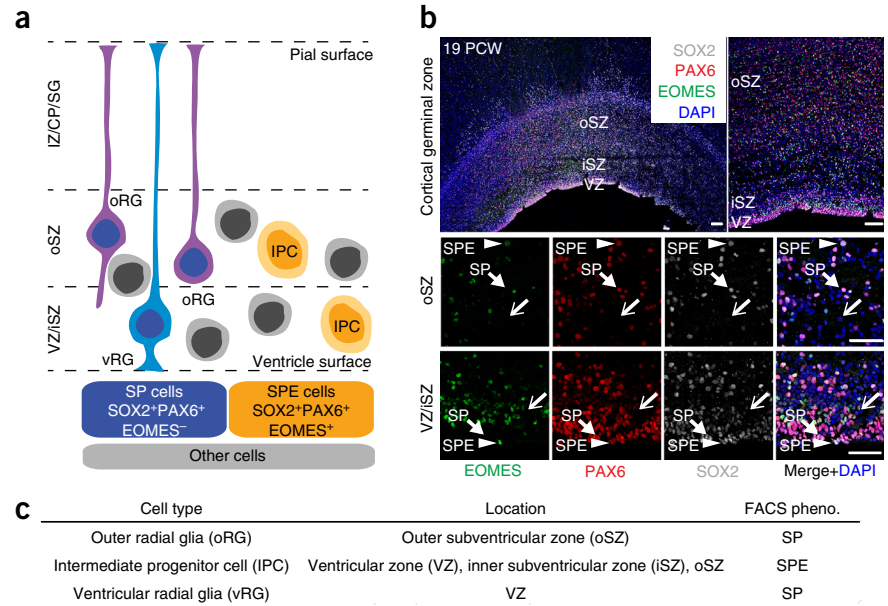 a
Pial surface
IZ/CP/SG
oRG
oSZ
IPC
oRG
VZ/iSZ
IPC
vRG
Ventricle surface
SP cells
SOX2⁺PAX6⁺
EOMES⁻
SPE cells
SOX2⁺PAX6⁺
EOMES⁺
Other cells
b
Cortical germinal zone
19 PCW
SOX2
PAX6
EOMES
DAPI
oSZ
iSZ
VZ
oSZ
iSZ
VZ
oSZ
SPE
SP
SPE
SP
SPE
SP
SPE
SP
VZ/iSZ
SP
SPE
SP
SPE
SP
SPE
SP
SPE
EOMES
PAX6
SOX2
Merge+DAPI
c
Cell type Location FACS pheno.
Outer radial glia (oRG) Outer subventricular zone (oSZ) SP
Intermediate progenitor cell (IPC) Ventricular zone (VZ), inner subventricular zone (iSZ), oSZ SPE
Ventricular radial glia (vRG) VZ SP